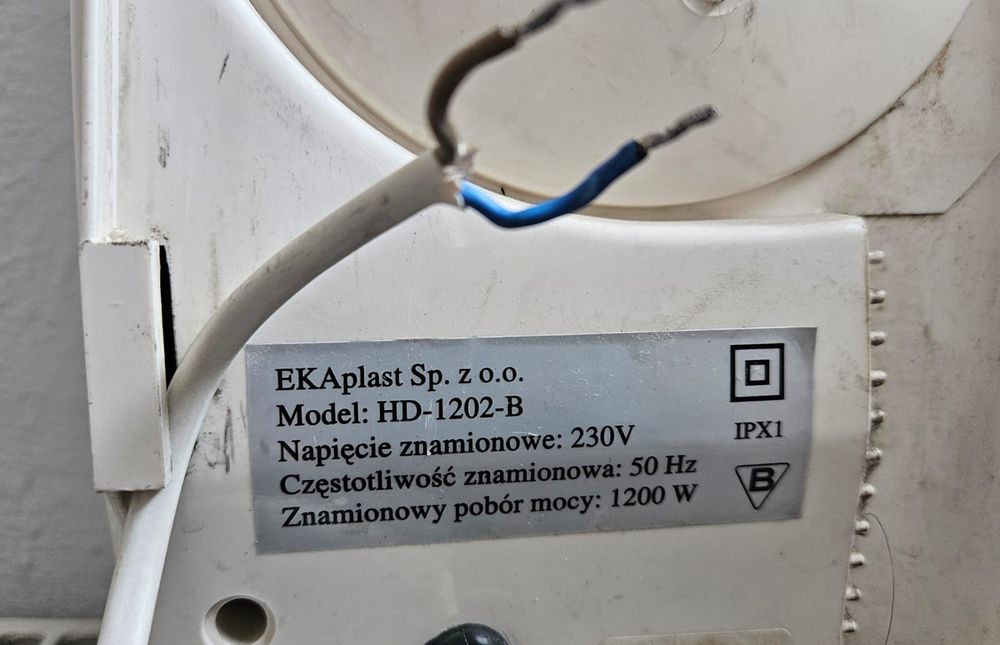 EKAplast Sp. z o.o.
Model: HD-1202-B
Napięcie znamionowe: 230V
Częstotliwość znamionowa: 50 Hz
Znamionowy pobór mocy: 1200 W
IPX1
B